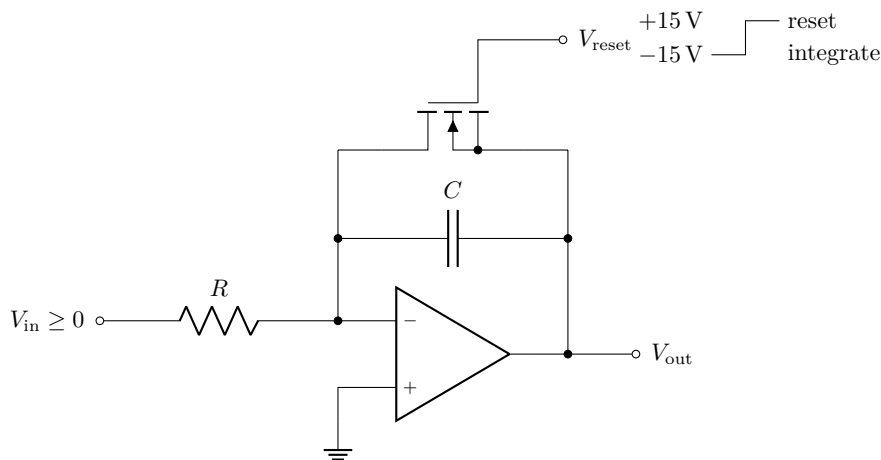 +15 V reset
V_reset −15 V integrate
C
R
V_in ≥ 0
−
V_out
+